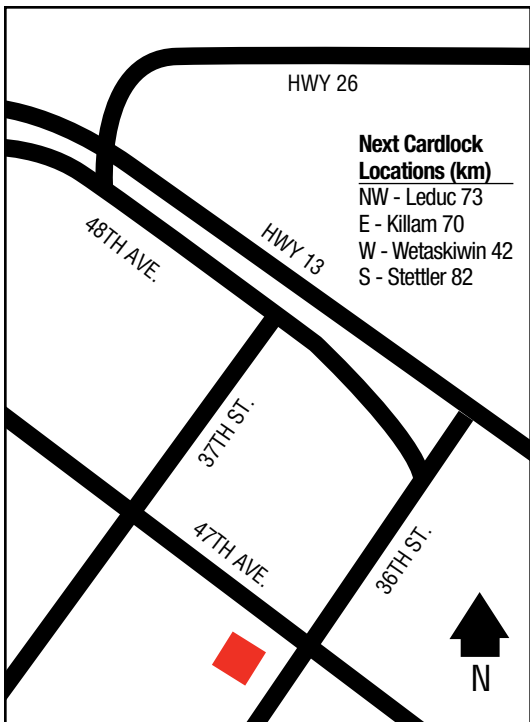 HWY 26
Next Cardlock
Locations (km)
NW - Leduc 73
E - Killam 70
W - Wetaskiwin 42
S - Stettler 82
HWY 13
48TH AVE.
37TH ST.
47TH AVE.
36TH ST.
N